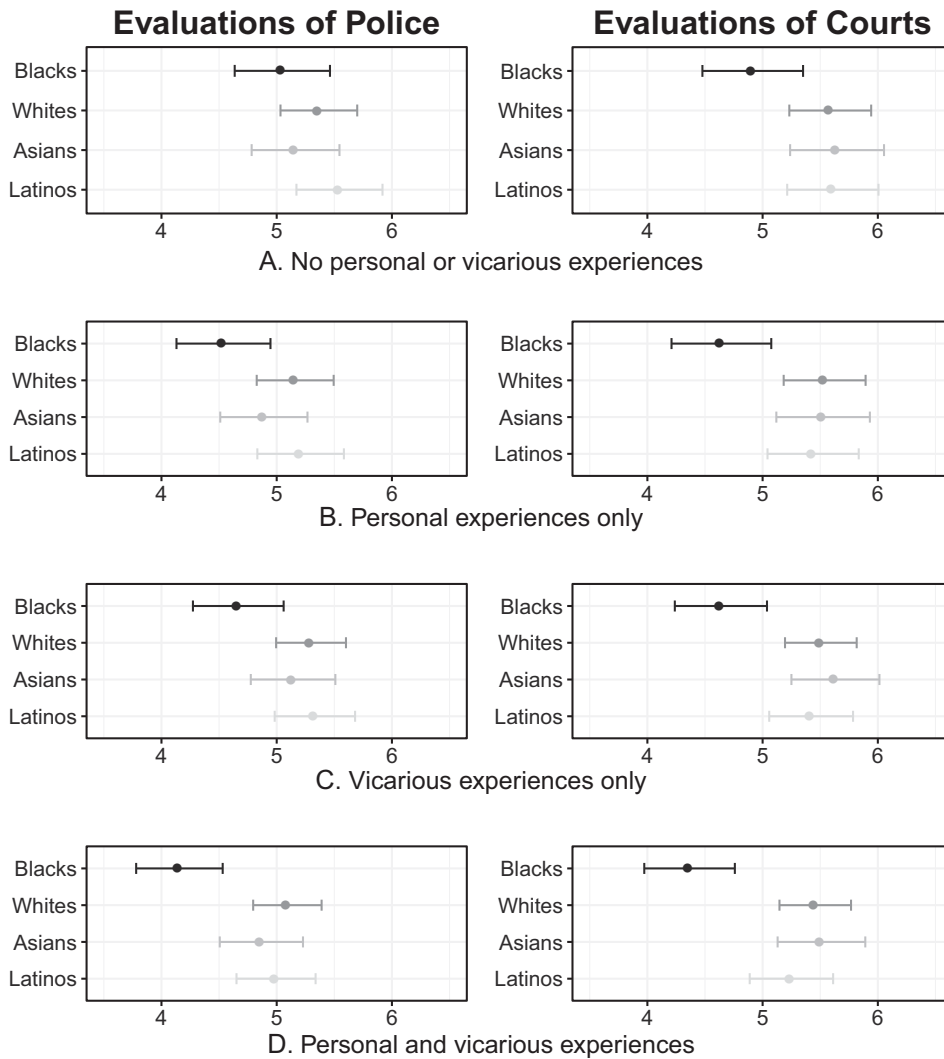 Evaluations of Police
Evaluations of Courts
Blacks
Whites
Asians
Latinos
4 5 6
Blacks
Whites
Asians
Latinos
4 5 6
A. No personal or vicarious experiences
Blacks
Whites
Asians
Latinos
4 5 6
Blacks
Whites
Asians
Latinos
4 5 6
B. Personal experiences only
Blacks
Whites
Asians
Latinos
4 5 6
Blacks
Whites
Asians
Latinos
4 5 6
C. Vicarious experiences only
Blacks
Whites
Asians
Latinos
4 5 6
Blacks
Whites
Asians
Latinos
4 5 6
D. Personal and vicarious experiences